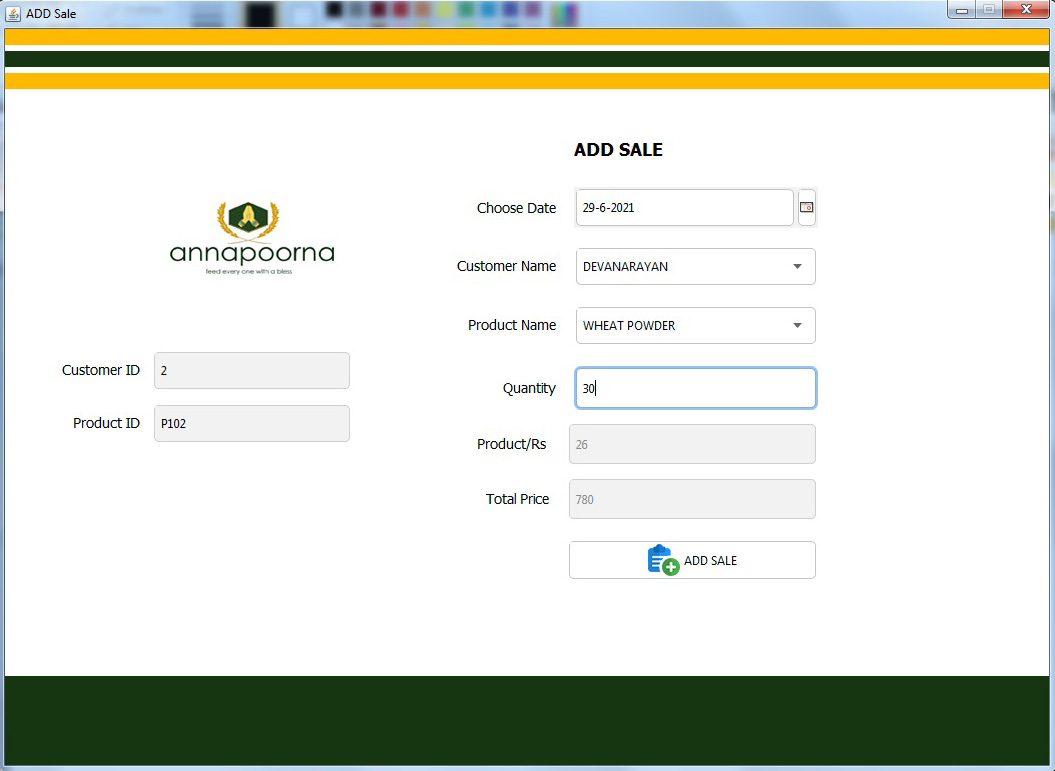 ADD Sale
ADD SALE
annapoorna
feed every one with a bless
Choose Date 29-6-2021
Customer Name DEVANARAYAN
Product Name WHEAT POWDER
Customer ID 2
Quantity 30
Product ID P102
Product/Rs 26
Total Price 780
ADD SALE